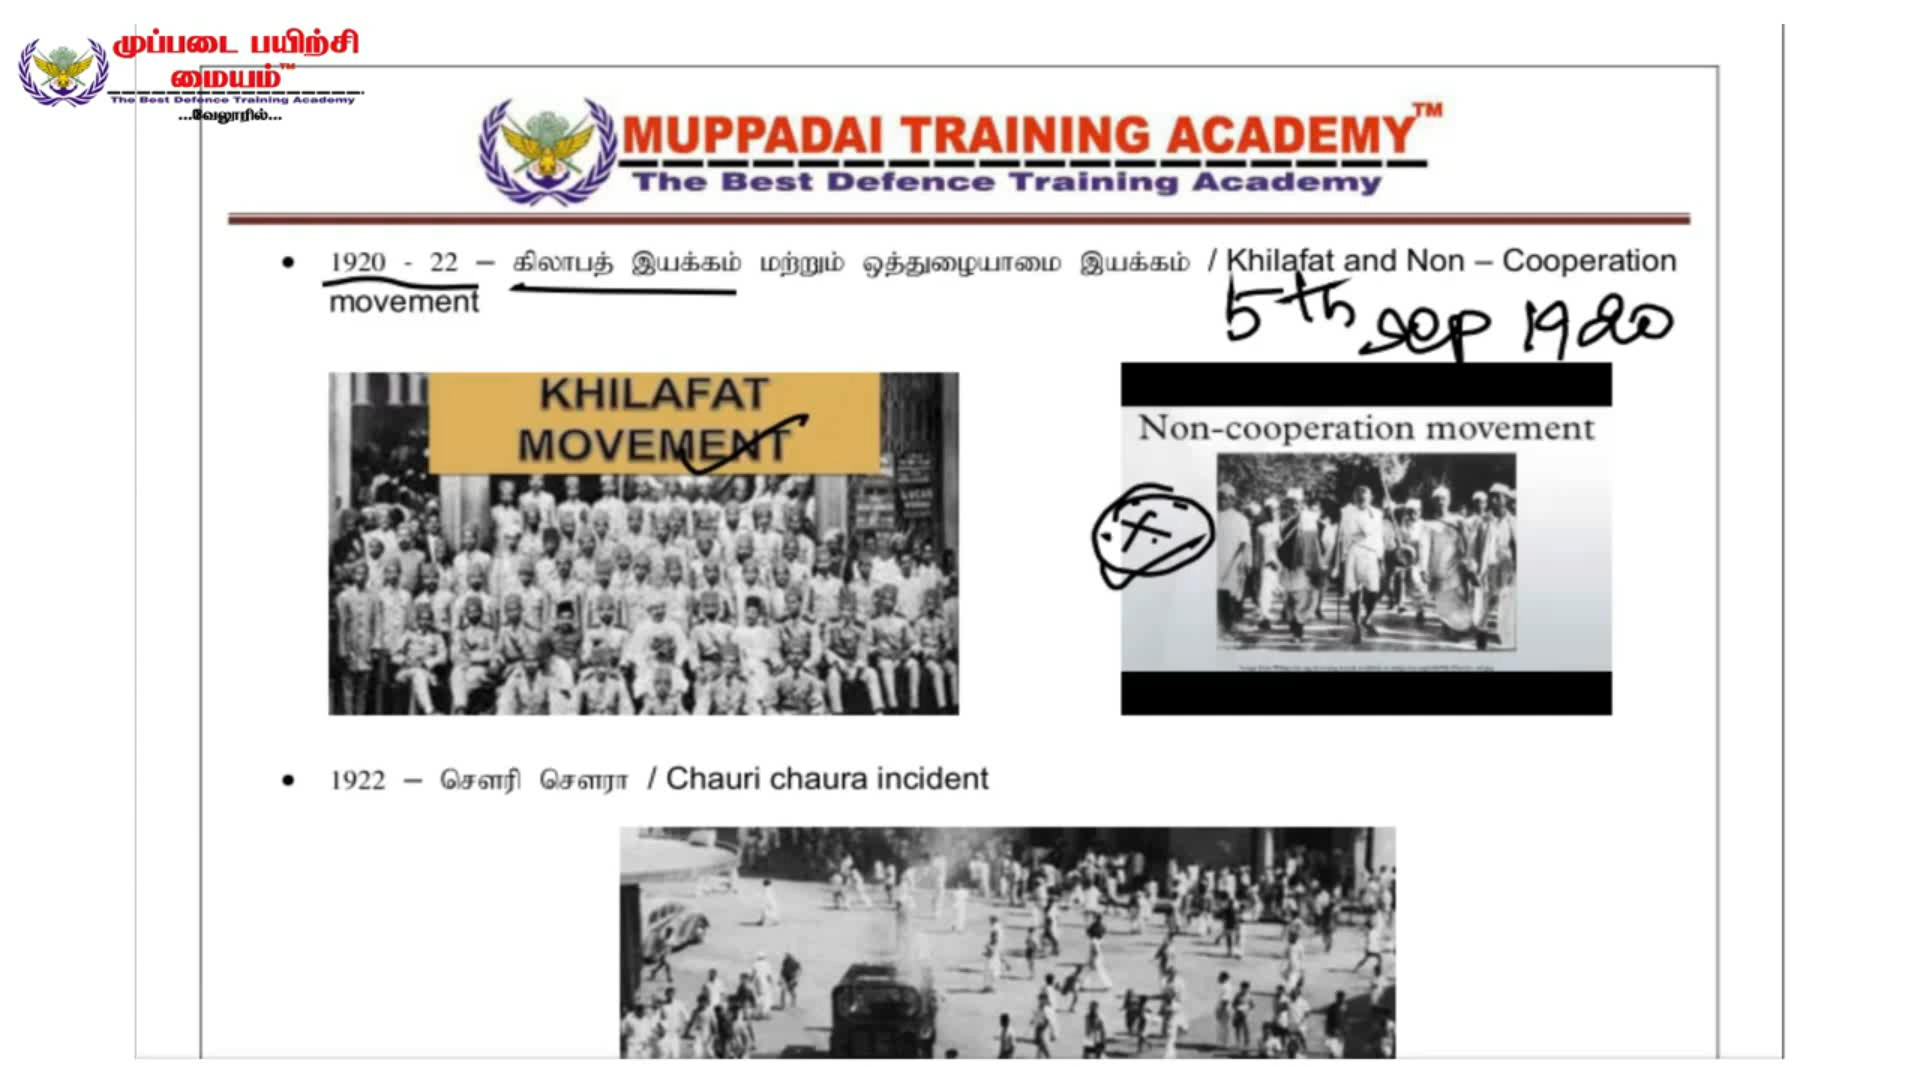 முப்படை பயிற்சி
மையம்™
The Best Defence Training Academy
...வேலூரில்...
MUPPADAI TRAINING ACADEMY™
The Best Defence Training Academy
• 1920 - 22 – கிலாபத் இயக்கம் மற்றும் ஒத்துழையாமை இயக்கம் / Khilafat and Non – Cooperation
movement
5th Sep 1920
KHILAFAT
MOVEMENT
Non-cooperation movement
• 1922 – சௌரி சௌரா / Chauri chaura incident